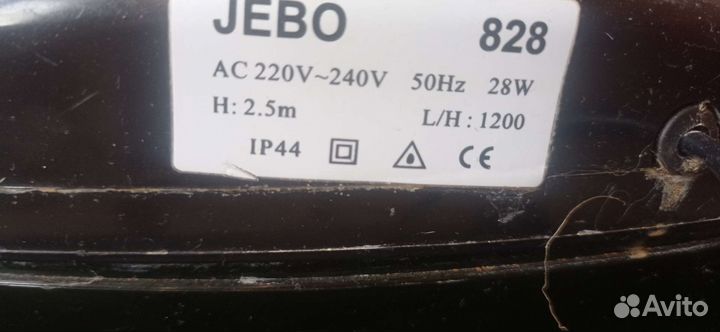 JEBO 828
AC 220V~240V 50Hz 28W
H: 2.5m L/H : 1200
IP44 CE
Avito